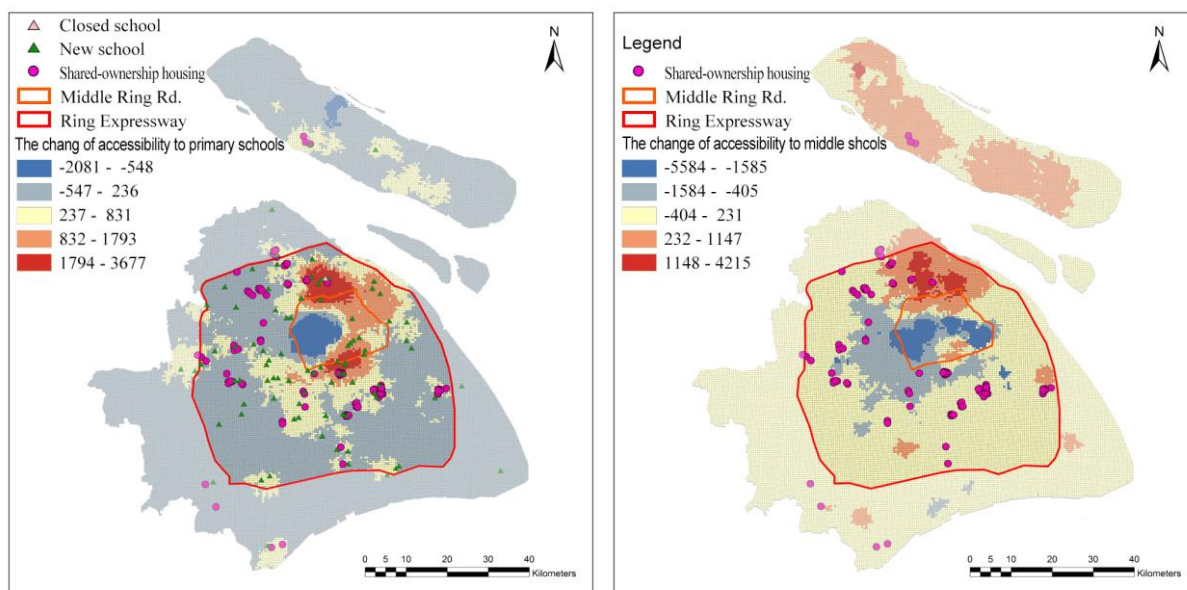 Closed school
New school
Shared-ownership housing
Middle Ring Rd.
Ring Expressway
The chang of accessibility to primary schools
-2081 - -548
-547 - 236
237 - 831
832 - 1793
1794 - 3677
N
0 5 10 20 30 40
Kilometers
Legend
Shared-ownership housing
Middle Ring Rd.
Ring Expressway
The change of accessibility to middle shcols
-5584 - -1585
-1584 - -405
-404 - 231
232 - 1147
1148 - 4215
N
0 5 10 20 30 40
Kilometers